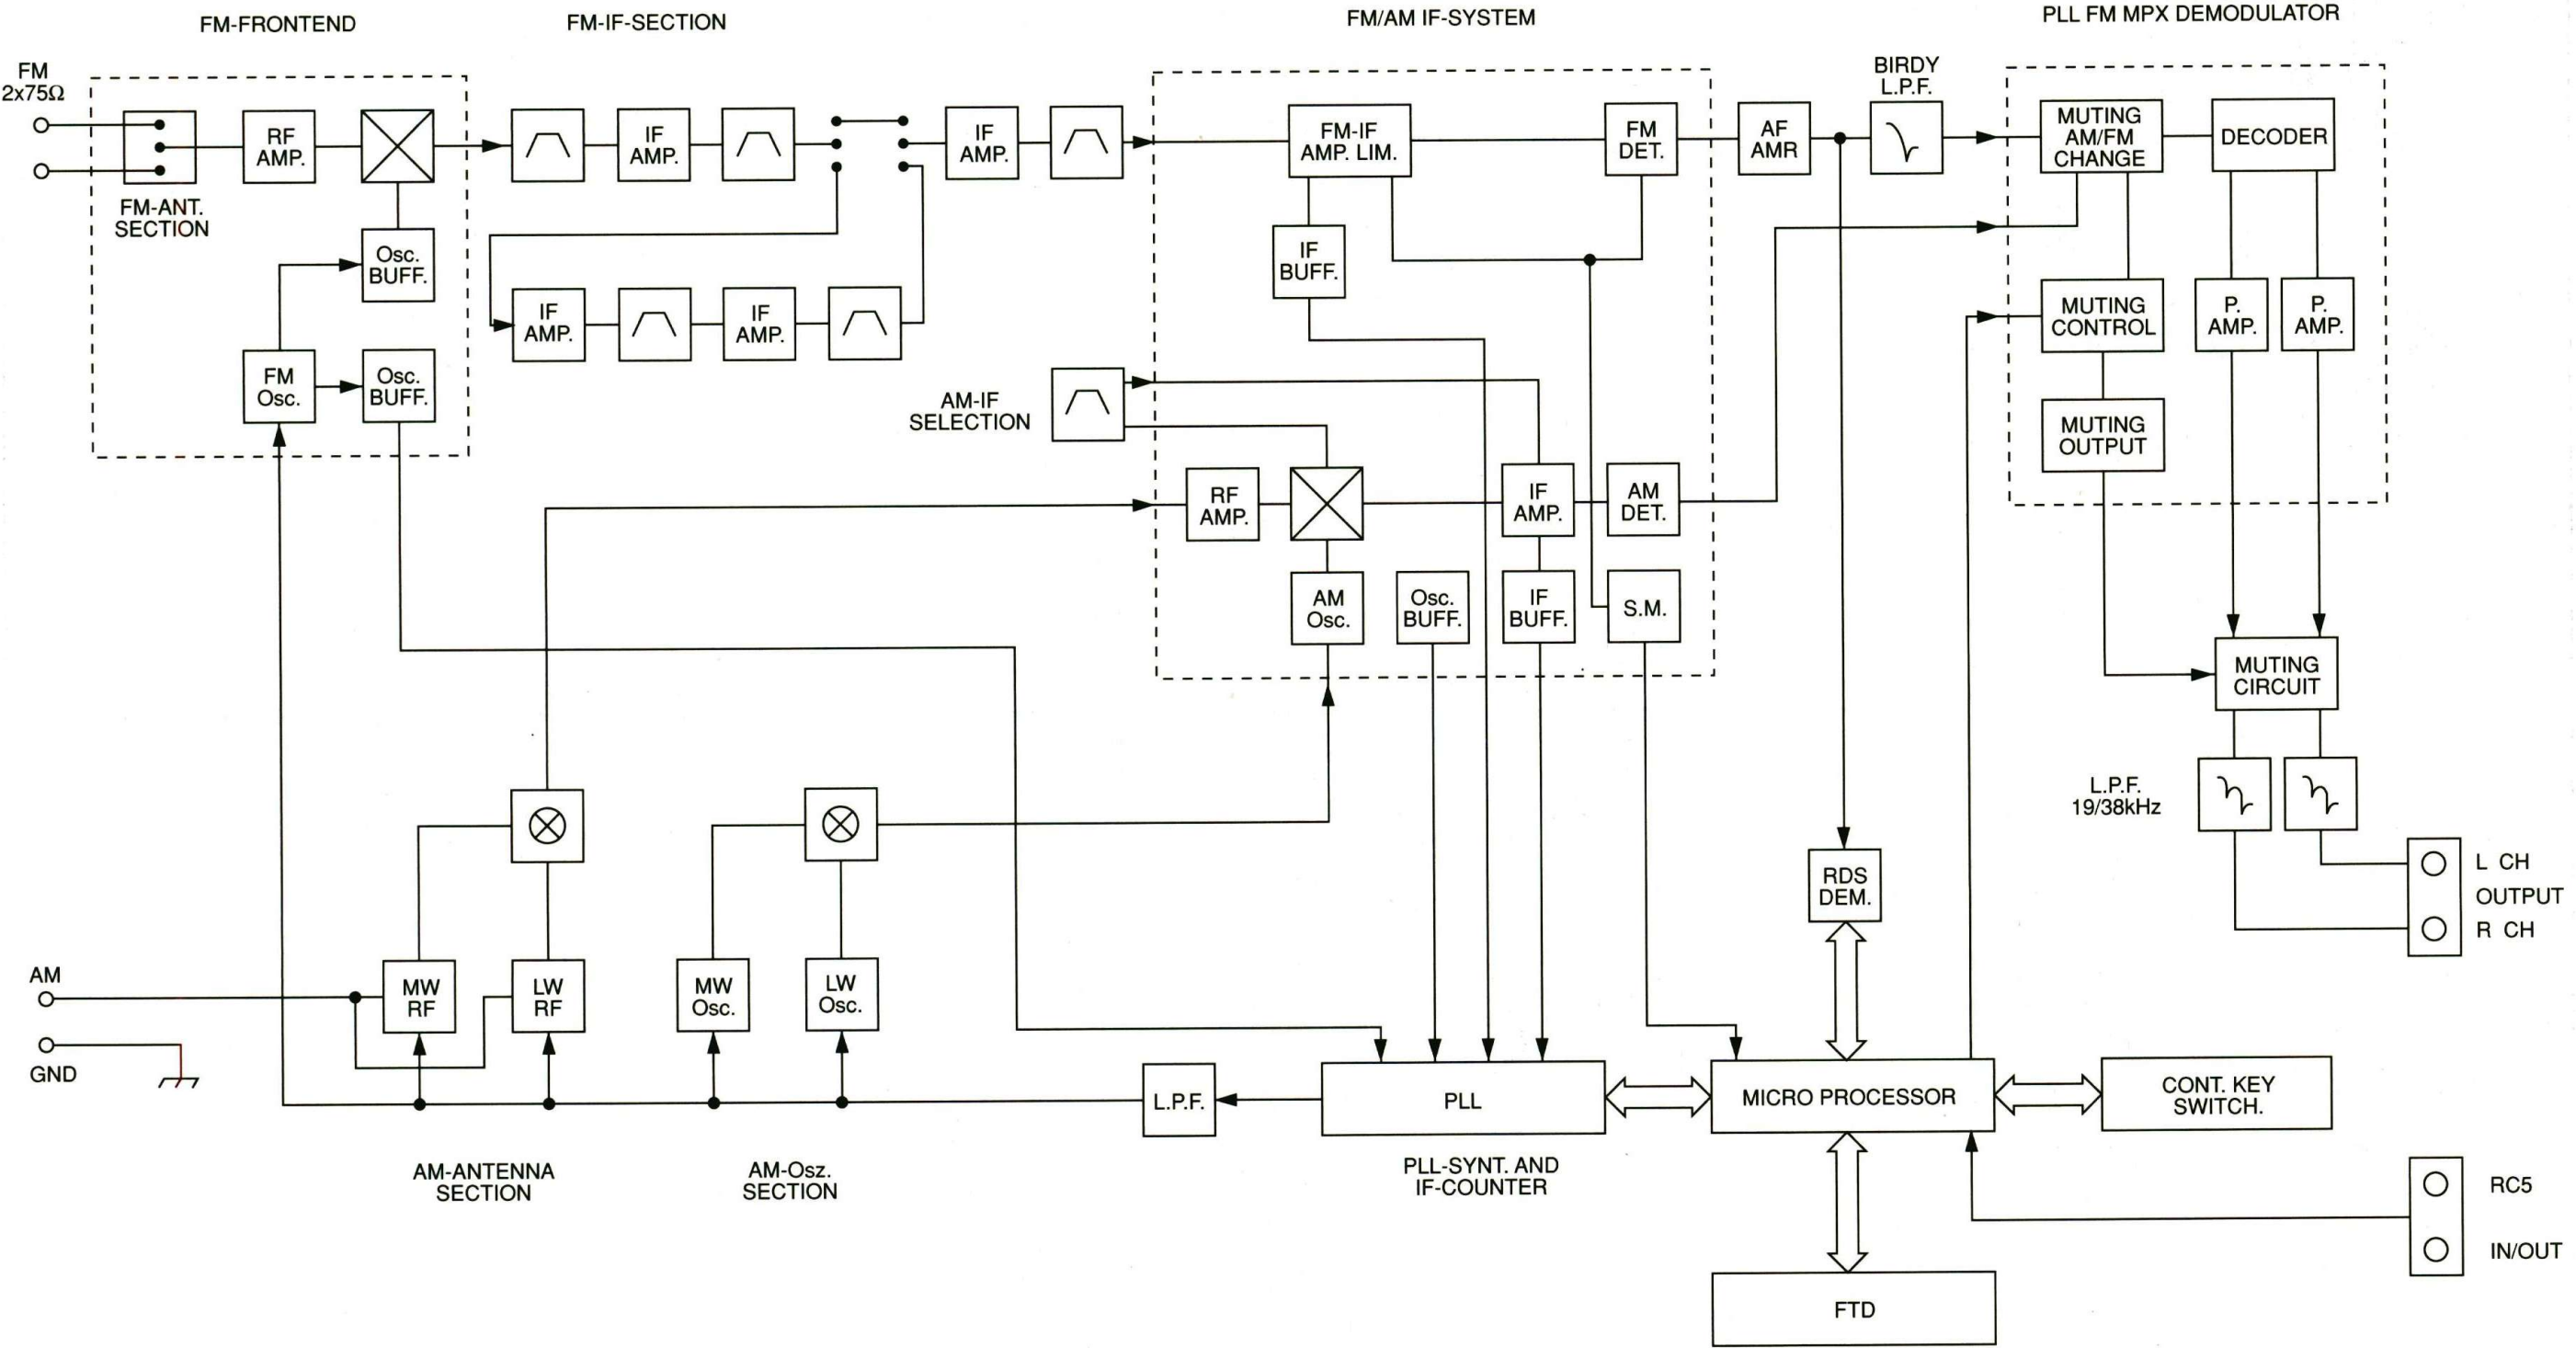 FM-FRONTEND
FM-IF-SECTION
FM/AM IF-SYSTEM
PLL FM MPX DEMODULATOR
FM
2x75Ω
FM-ANT.
SECTION
RF
AMP.
Osc.
BUFF.
FM
Osc.
Osc.
BUFF.
IF
AMP.
IF
AMP.
IF
AMP.
IF
AMP.
FM-IF
AMP. LIM.
FM
DET.
IF
BUFF.
AM-IF
SELECTION
RF
AMP.
IF
AMP.
AM
DET.
AM
Osc.
Osc.
BUFF.
IF
BUFF.
S.M.
AF
AMR
BIRDY
L.P.F.
MUTING
AM/FM
CHANGE
DECODER
MUTING
CONTROL
P.
AMP.
P.
AMP.
MUTING
OUTPUT
MUTING
CIRCUIT
L.P.F.
19/38kHz
L CH
OUTPUT
R CH
RDS
DEM.
AM
GND
MW
RF
LW
RF
MW
Osc.
LW
Osc.
L.P.F.
PLL
MICRO PROCESSOR
CONT. KEY
SWITCH.
AM-ANTENNA
SECTION
AM-Osz.
SECTION
PLL-SYNT. AND
IF-COUNTER
RC5
IN/OUT
FTD